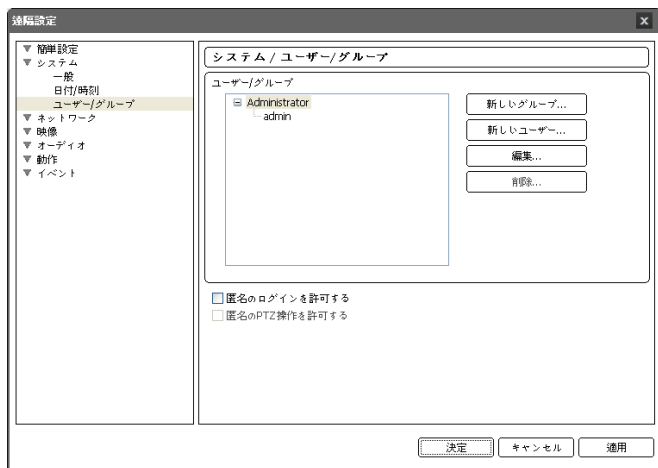 遠隔設定
簡単設定
システム
一般
日付/時刻
ユーザー/グループ
ネットワーク
映像
オーディオ
動作
イベント
システム / ユーザー/グループ
ユーザー/グループ
Administrator
admin
新しいグループ...
新しいユーザー...
編集...
削除...
匿名のログインを許可する
匿名のPTZ操作を許可する
決定
キャンセル
適用